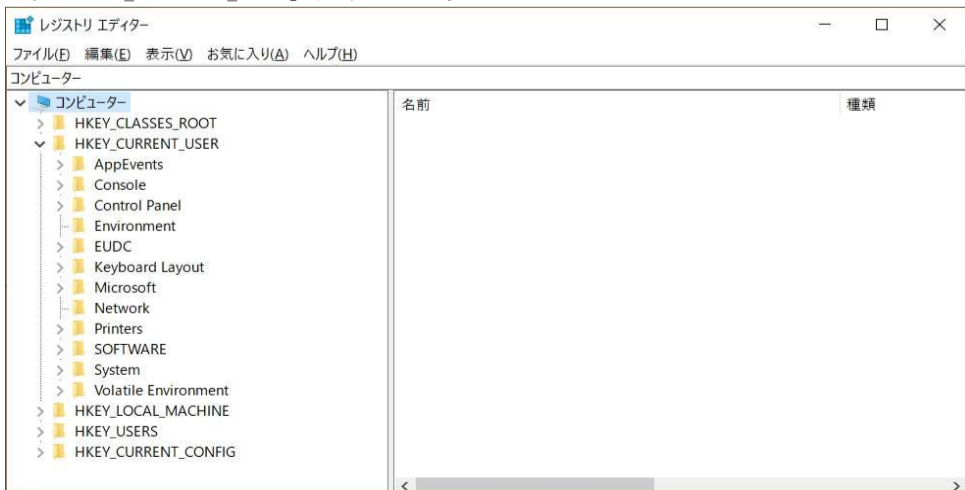 レジストリ エディター
ファイル(F) 編集(E) 表示(V) お気に入り(A) ヘルプ(H)
コンピューター
コンピューター
HKEY_CLASSES_ROOT
HKEY_CURRENT_USER
AppEvents
Console
Control Panel
Environment
EUDC
Keyboard Layout
Microsoft
Network
Printers
SOFTWARE
System
Volatile Environment
HKEY_LOCAL_MACHINE
HKEY_USERS
HKEY_CURRENT_CONFIG
名前 種類